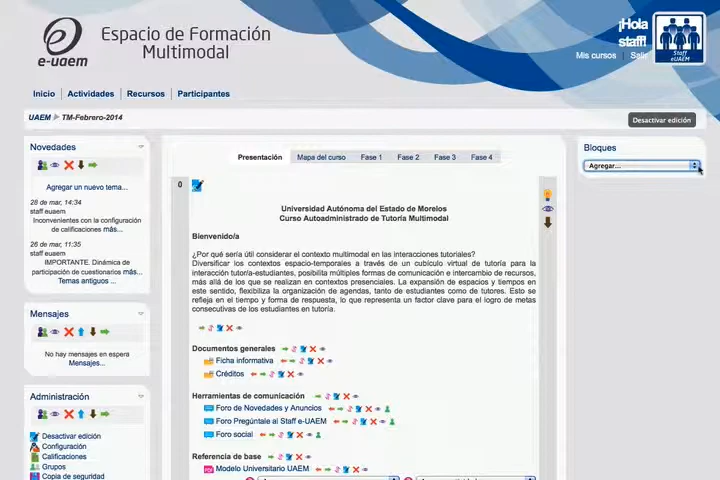 e-uaem
Espacio de Formación
Multimodal
¡Hola
staff!
Mis cursos
Salir
Staff
eUAEM
Inicio
Actividades
Recursos
Participantes
UAEM
TM-Febrero-2014
Desactivar edición
Novedades
Agregar un nuevo tema...
28 de mar, 14:34
staff euaem
Inconvenientes con la configuración
de calificaciones más...
26 de mar, 11:35
staff euaem
IMPORTANTE. Dinámica de
participación de cuestionarios más...
Temas antiguos ...
Mensajes
No hay mensajes en espera
Mensajes...
Administración
Desactivar edición
Configuración
Calificaciones
Grupos
Copia de seguridad
Presentación
Mapa del curso
Fase 1
Fase 2
Fase 3
Fase 4
0
Universidad Autónoma del Estado de Morelos
Curso Autoadministrado de Tutoría Multimodal
Bienvenido/a
¿Por qué sería útil considerar el contexto multimodal en las interacciones tutoriales?
Diversificar los contextos espacio-temporales a través de un cubículo virtual de tutoría para la
interacción tutor/a-estudiantes, posibilita múltiples formas de comunicación e intercambio de recursos,
más allá de los que se realizan en contextos presenciales. La expansión de espacios y tiempos en
este sentido, flexibiliza la organización de agendas, tanto de estudiantes como de tutores. Esto se
refleja en el tiempo y forma de respuesta, lo que representa un factor clave para el logro de metas
consecutivas de los estudiantes en tutoría.
Documentos generales
Ficha informativa
Créditos
Herramientas de comunicación
Foro de Novedades y Anuncios
Foro Pregúntale al Staff e-UAEM
Foro social
Referencia de base
Modelo Universitario UAEM
Bloques
Agregar...